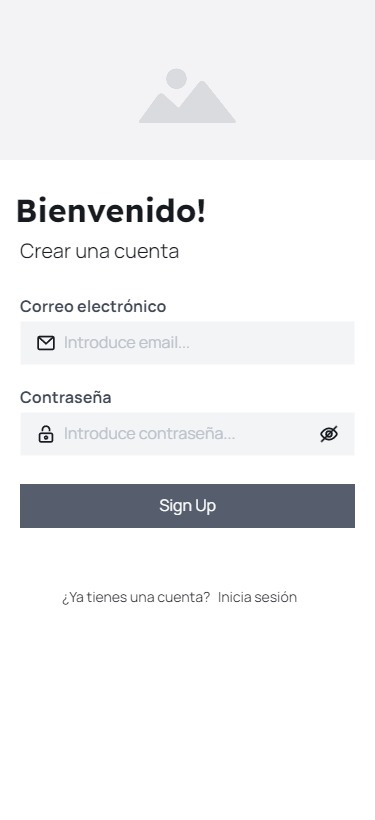 Bienvenido!
Crear una cuenta
Correo electrónico
Introduce email...
Contraseña
Introduce contraseña...
Sign Up
¿Ya tienes una cuenta? Inicia sesión